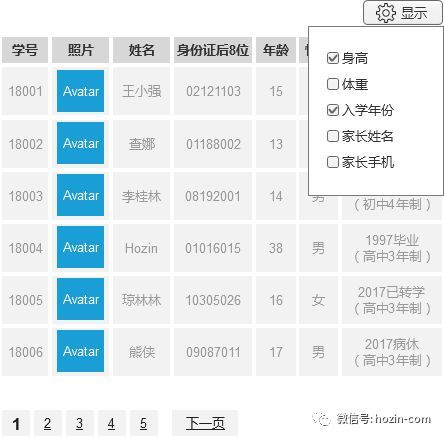 显示
学号 照片 姓名 身份证后8位 年龄
身高
体重
入学年份
家长姓名
家长手机
18001 Avatar 王小强 02121103 15
18002 Avatar 查娜 01188002 13
18003 Avatar 李桂林 08192001 14 男
（初中4年制）
18004 Avatar Hozin 01016015 38 男 1997毕业
（高中3年制）
18005 Avatar 琼林林 10305026 16 女 2017已转学
（高中3年制）
18006 Avatar 熊侠 09087011 17 男 2017病休
（高中3年制）
1 2 3 4 5 下一页
微信号: hozin-com